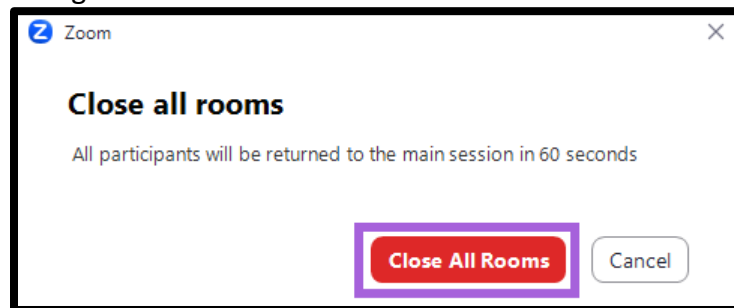 Zoom
Close all rooms
All participants will be returned to the main session in 60 seconds
Close All Rooms Cancel